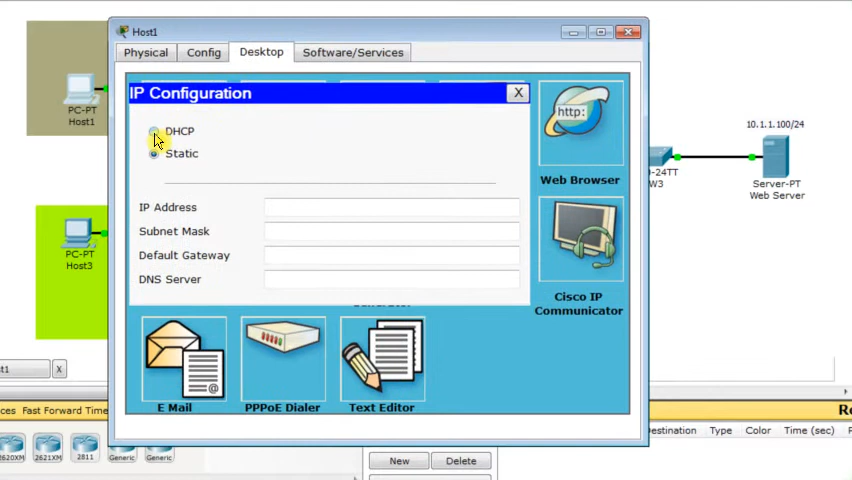 Host1
Physical
Config
Desktop
Software/Services
IP Configuration
X
DHCP
Static
IP Address
Subnet Mask
Default Gateway
DNS Server
http:
Web Browser
Cisco IP
Communicator
E Mail
PPPoE Dialer
Text Editor
PC-PT
Host1
PC-PT
Host3
10.1.1.100/24
-24TT
W3
Server-PT
Web Server
X
Fast Forward Time
2620XM
2621XM
2811
Generic
Generic
New
Delete
Type
Color
Time (sec)